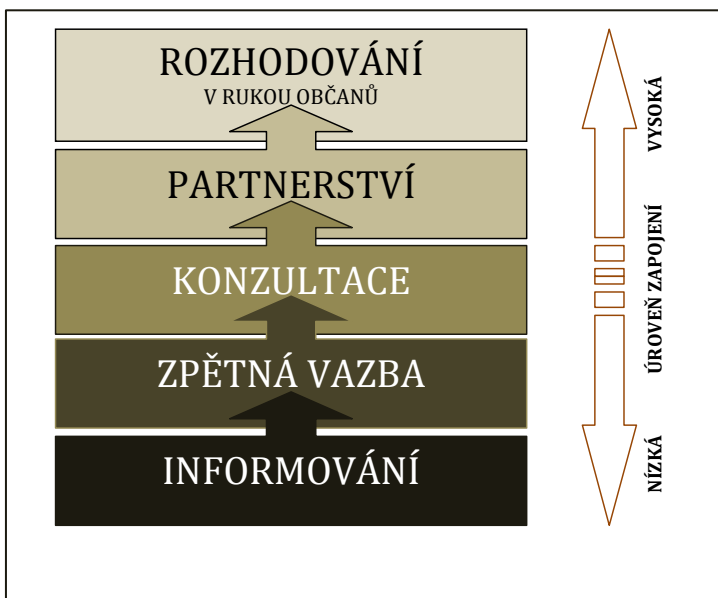 ROZHODOVÁNÍ
V RUKOU OBČANŮ
PARTNERSTVÍ
KONZULTACE
ZPĚTNÁ VAZBA
INFORMOVÁNÍ
VYSOKÁ
ÚROVEŇ ZAPOJENÍ
NÍZKÁ